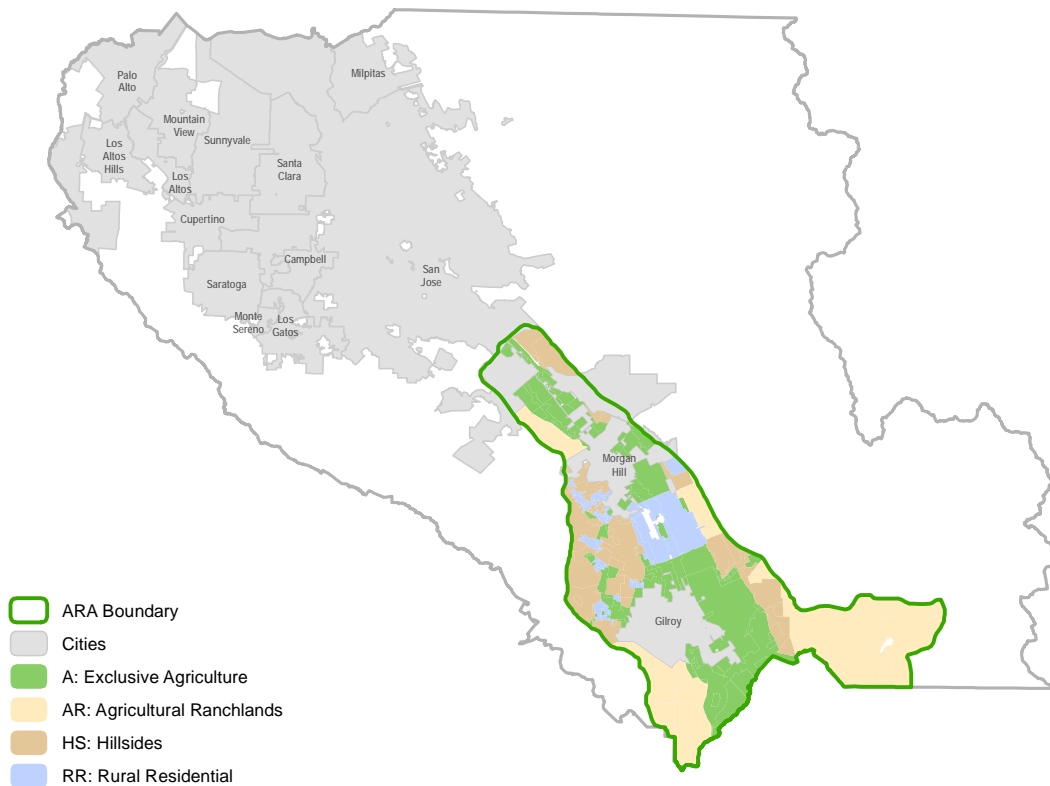 Milpitas
Palo
Alto
Mountain
View
Sunnyvale
Los
Altos
Hills
Santa
Clara
Los
Altos
Cupertino
Campbell
San
Jose
Saratoga
Monte
Sereno
Los
Gatos
Morgan
Hill
Gilroy
ARA Boundary
Cities
A: Exclusive Agriculture
AR: Agricultural Ranchlands
HS: Hillsides
RR: Rural Residential